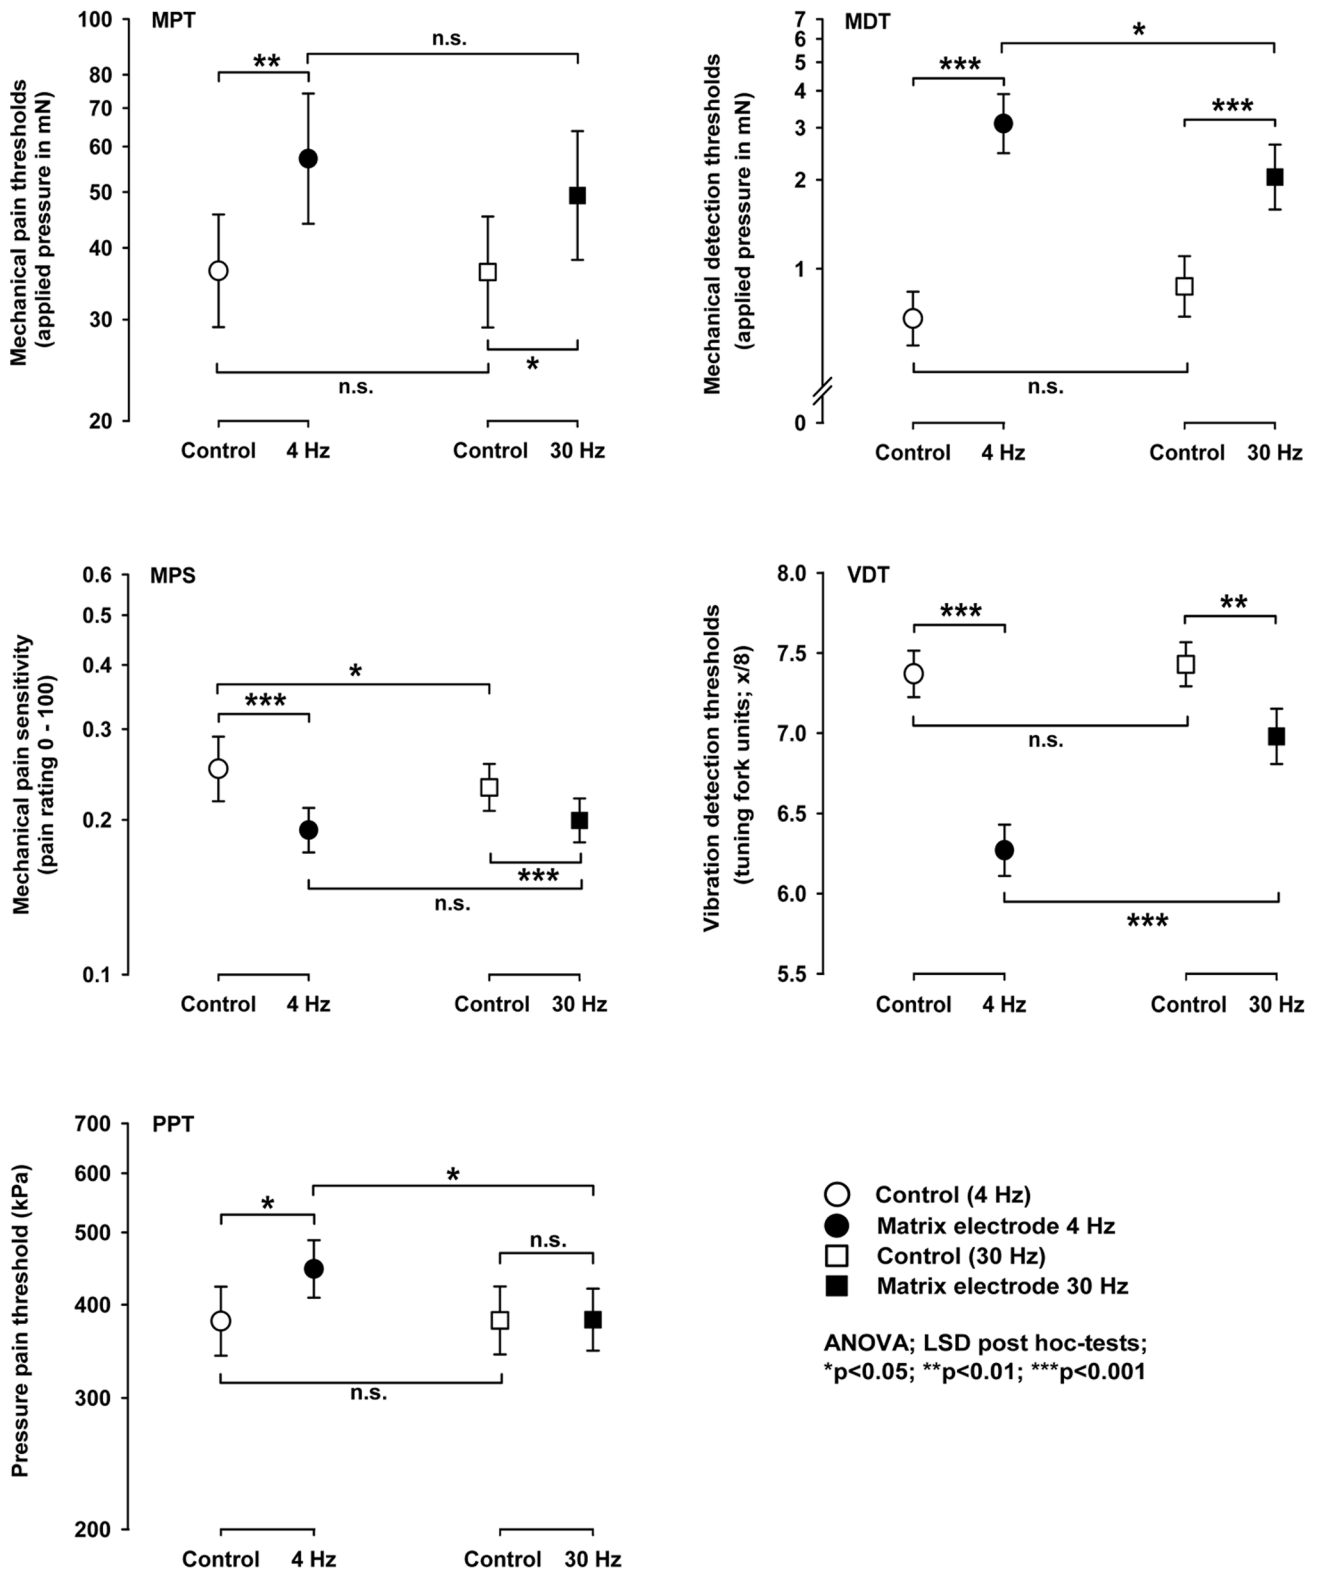 MPT
Mechanical pain thresholds
(applied pressure in mN)
100
80
70
60
50
40
30
20
**
n.s.
*
n.s.
Control 4 Hz Control 30 Hz
MDT
Mechanical detection thresholds
(applied pressure in mN)
7
6
5
4
3
2
1
0
*
***
***
n.s.
Control 4 Hz Control 30 Hz
MPS
Mechanical pain sensitivity
(pain rating 0 - 100)
0.6
0.5
0.4
0.3
0.2
0.1
*
***
***
n.s.
Control 4 Hz Control 30 Hz
VDT
Vibration detection thresholds
(tuning fork units; x/8)
8.0
7.5
7.0
6.5
6.0
5.5
***
**
n.s.
***
Control 4 Hz Control 30 Hz
PPT
Pressure pain threshold (kPa)
700
600
500
400
300
200
*
*
n.s.
n.s.
Control 4 Hz Control 30 Hz
Control (4 Hz)
Matrix electrode 4 Hz
Control (30 Hz)
Matrix electrode 30 Hz
ANOVA; LSD post hoc-tests;
*p<0.05; **p<0.01; ***p<0.001